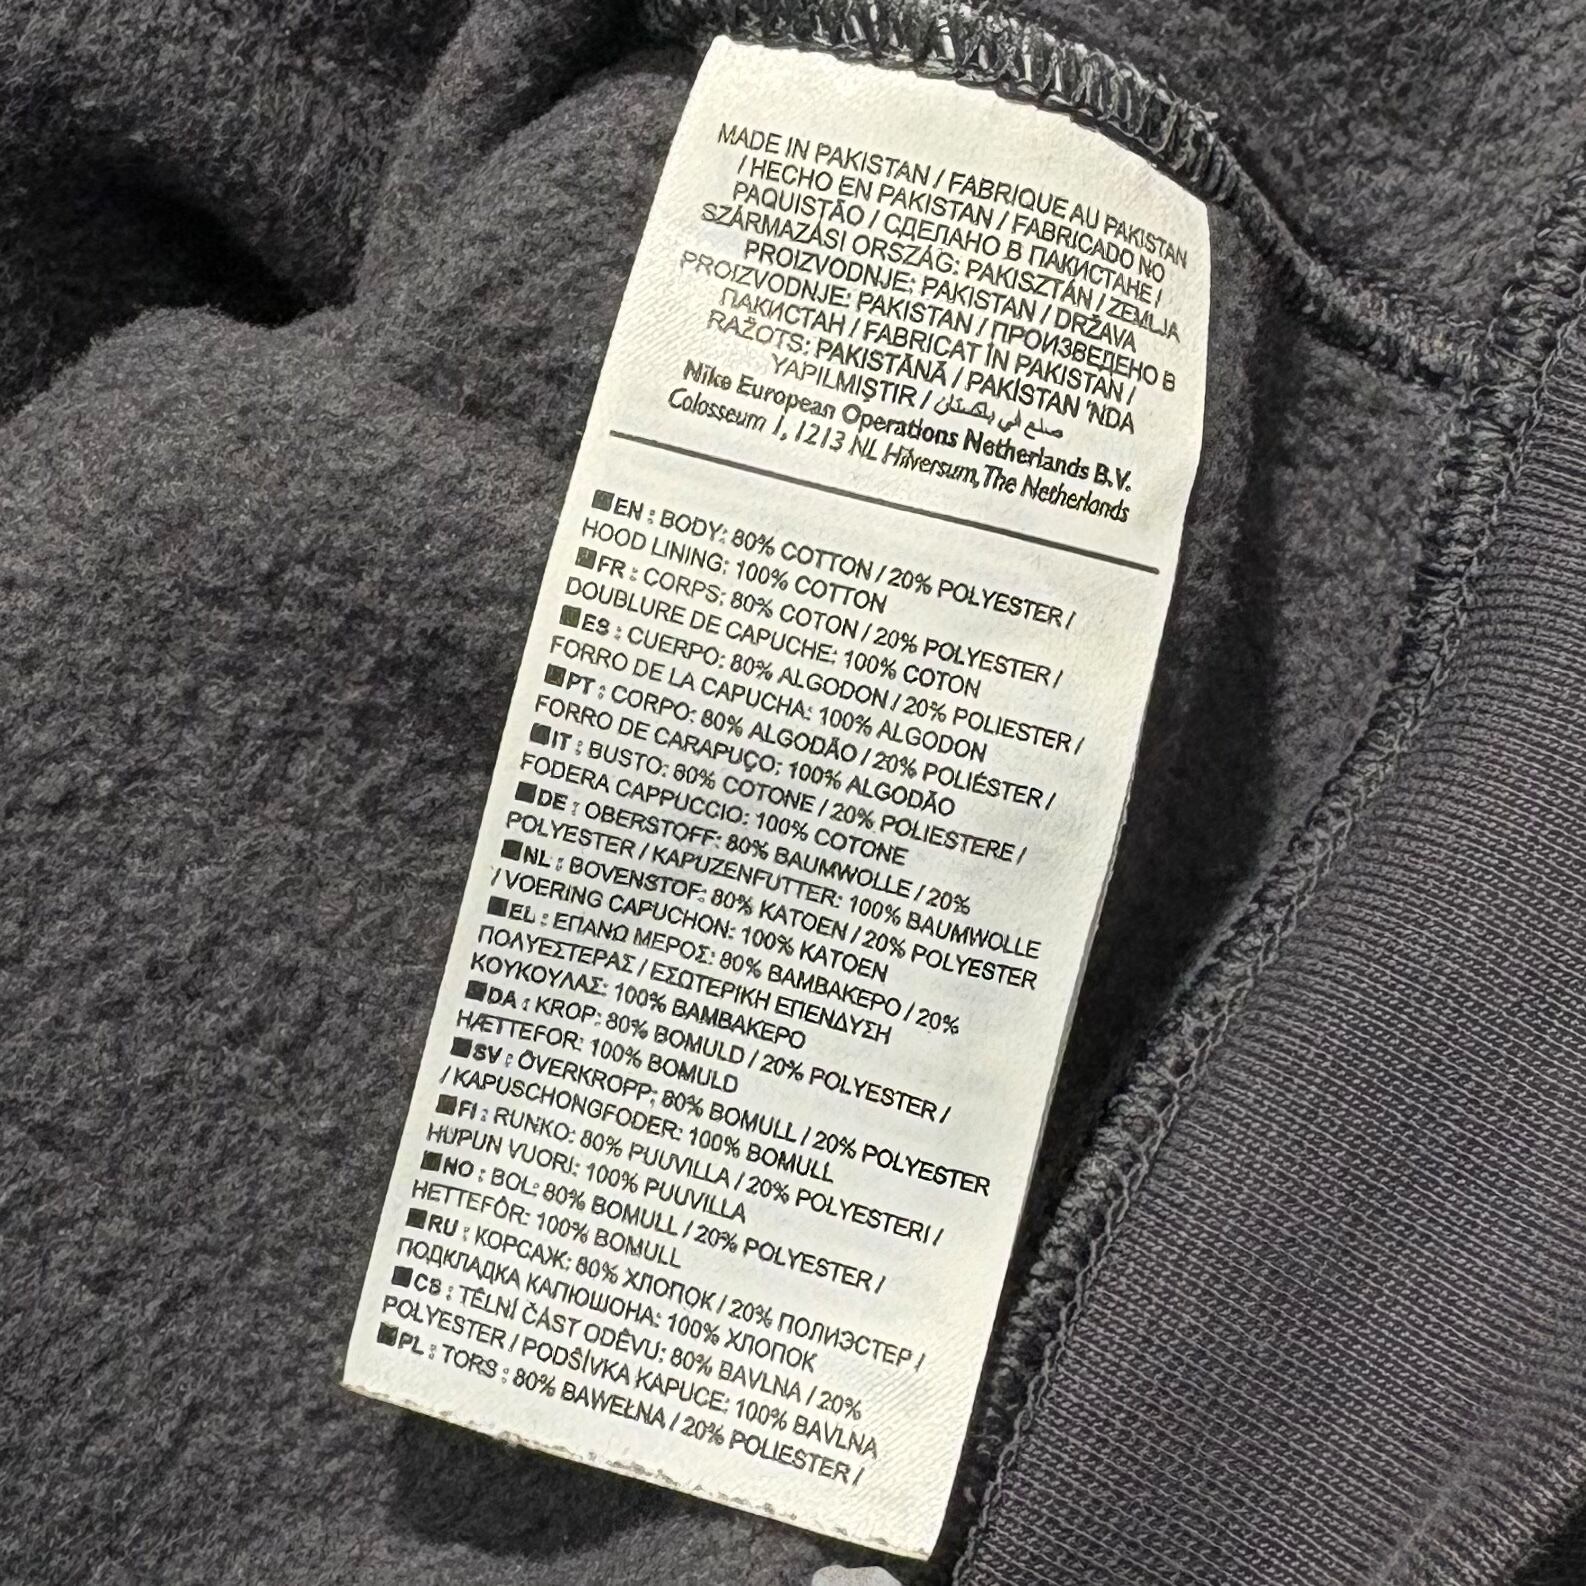 MADE IN PAKISTAN / FABRIQUE AU PAKISTAN
/ HECHO EN PAKISTAN / FABRICADO NO
PAQUISTÃO / СДЕЛАНО В ПАКИСТАНЕ /
SZÁRMAZÁSI ORSZÁG: PAKISZTÁN / ZEMLJA
PROIZVODNJE: PAKISTAN / DRŽAVA
PROIZVODNJE: PAKISTAN / ПРОИЗВЕДЕНО В
ПАКИСТАН / FABRICAT ÎN PAKISTAN /
RAŽOTS: PAKISTĀNĀ / PAKİSTAN 'NDA
YAPILMIŞTIR / صنع في باكستان
Nike European Operations Netherlands B.V.
Colosseum 1, 1213 NL Hilversum, The Netherlands
EN : BODY: 80% COTTON / 20% POLYESTER /
HOOD LINING: 100% COTTON
FR : CORPS: 80% COTON / 20% POLYESTER /
DOUBLURE DE CAPUCHE: 100% COTON
ES : CUERPO: 80% ALGODON / 20% POLIESTER /
FORRO DE LA CAPUCHA: 100% ALGODON
PT : CORPO: 80% ALGODÃO / 20% POLIÉSTER /
FORRO DE CARAPUÇO: 100% ALGODÃO
IT : BUSTO: 80% COTONE / 20% POLIESTERE /
FODERA CAPPUCCIO: 100% COTONE
DE : OBERSTOFF: 80% BAUMWOLLE / 20%
POLYESTER / KAPUZENFUTTER: 100% BAUMWOLLE
NL : BOVENSTOF: 80% KATOEN / 20% POLYESTER
/ VOERING CAPUCHON: 100% KATOEN
EL : ΕΠΑΝΩ ΜΕΡΟΣ: 80% ΒΑΜΒΑΚΕΡΟ / 20%
ΠΟΛΥΕΣΤΕΡΑΣ / ΕΣΩΤΕΡΙΚΗ ΕΠΕΝΔΥΣΗ
ΚΟΥΚΟΥΛΑΣ: 100% ΒΑΜΒΑΚΕΡΟ
DA : KROP: 80% BOMULD / 20% POLYESTER /
HÆTTEFOR: 100% BOMULD
SV : ÖVERKROPP: 80% BOMULL / 20% POLYESTER
/ KAPUSCHONGFODER: 100% BOMULL
FI : RUNKO: 80% PUUVILLA / 20% POLYESTERI /
HUPUN VUORI: 100% PUUVILLA
NO : BOL: 80% BOMULL / 20% POLYESTER /
HETTEFÔR: 100% BOMULL
RU : КОРСАЖ: 80% ХЛОПОК / 20% ПОЛИЭСТЕР /
ПОДКЛАДКА КАПЮШОНА: 100% ХЛОПОК
CS : TĚLNÍ ČÁST ODĚVU: 80% BAVLNA / 20%
POLYESTER / PODŠÍVKA KAPUCE: 100% BAVLNA
PL : TORS : 80% BAWEŁNA / 20% POLIESTER /